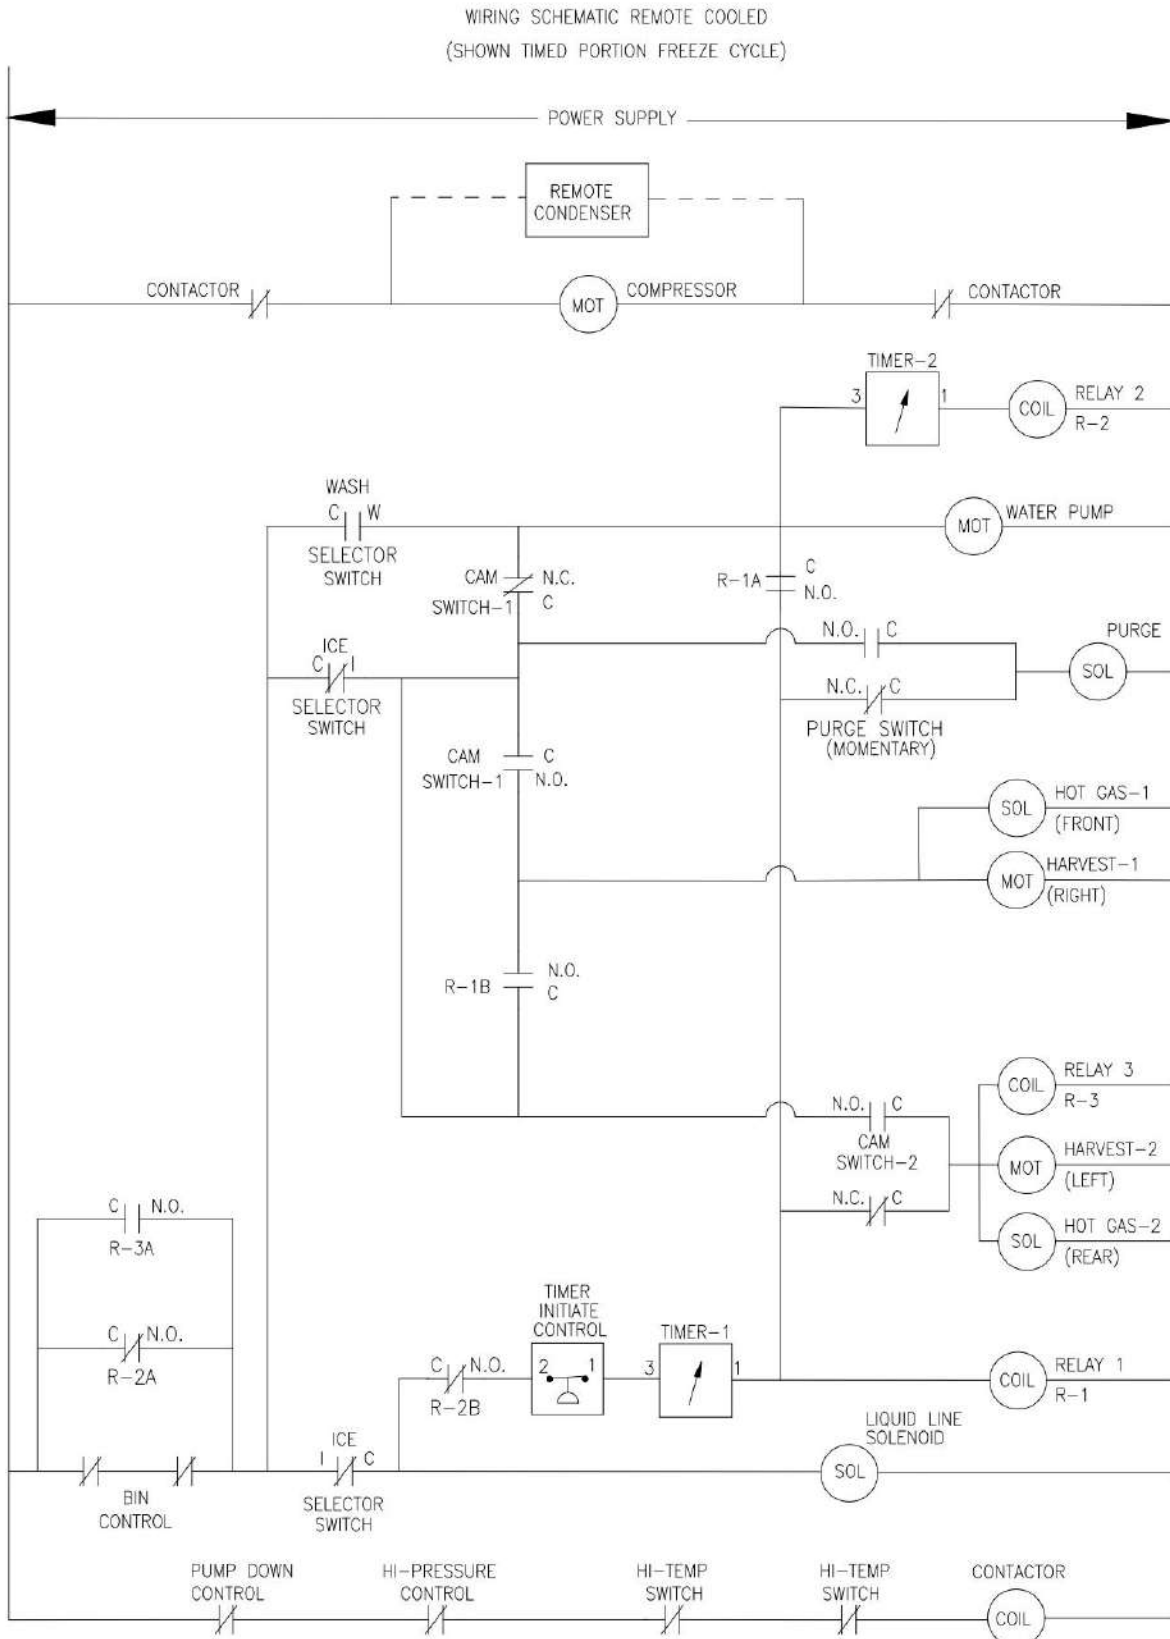 WIRING SCHEMATIC REMOTE COOLED
(SHOWN TIMED PORTION FREEZE CYCLE)
POWER SUPPLY
REMOTE
CONDENSER
CONTACTOR
MOT
COMPRESSOR
CONTACTOR
TIMER-2
3
1
COIL
RELAY 2
R-2
WASH
C
W
SELECTOR
SWITCH
MOT
WATER PUMP
CAM
SWITCH-1
N.C.
C
R-1A
C
N.O.
N.O.
C
PURGE
SOL
ICE
C
I
SELECTOR
SWITCH
N.C.
C
PURGE SWITCH
(MOMENTARY)
CAM
SWITCH-1
C
N.O.
SOL
HOT GAS-1
(FRONT)
MOT
HARVEST-1
(RIGHT)
R-1B
N.O.
C
COIL
RELAY 3
R-3
N.O.
C
CAM
SWITCH-2
MOT
HARVEST-2
(LEFT)
N.C.
C
SOL
HOT GAS-2
(REAR)
C
N.O.
R-3A
C
N.O.
R-2A
TIMER
INITIATE
CONTROL
2
1
TIMER-1
3
1
C
N.O.
R-2B
COIL
RELAY 1
R-1
LIQUID LINE
SOLENOID
SOL
BIN
CONTROL
ICE
I
C
SELECTOR
SWITCH
PUMP DOWN
CONTROL
HI-PRESSURE
CONTROL
HI-TEMP
SWITCH
HI-TEMP
SWITCH
CONTACTOR
COIL